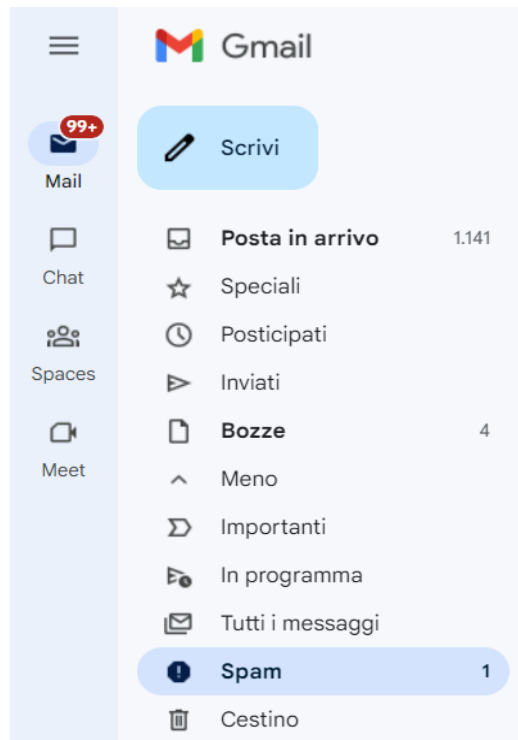 Gmail
99+
Mail
Chat
Spaces
Meet
Scrivi
Posta in arrivo 1.141
Speciali
Posticipati
Inviati
Bozze 4
Meno
Importanti
In programma
Tutti i messaggi
Spam 1
Cestino